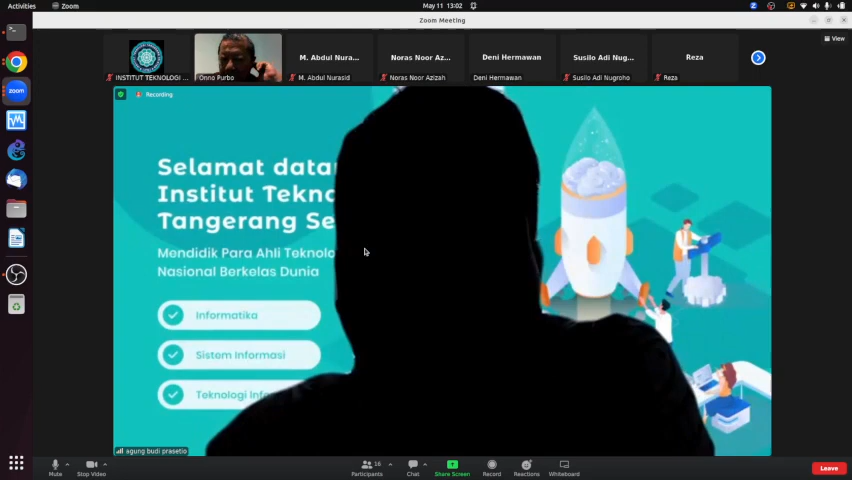 Activities
Zoom
May 11 13:02
Zoom Meeting
View
M. Abdul Nura...
Noras Noor Az...
Deni Hermawan
Susilo Adi Nug...
Reza
INSTITUT TEKNOLOGI ...
Onno Purbo
M. Abdul Nurasid
Noras Noor Azizah
Deni Hermawan
Susilo Adi Nugroho
Reza
zoom
Recording
Selamat data
Institut Tekno
Tangerang Se
Mendidik Para Ahli Teknolo
Nasional Berkelas Dunia
Informatika
Sistem Informasi
Teknologi Info
agung budi prasetio
Mute
Stop Video
16
Participants
Chat
Share Screen
Record
Reactions
Whiteboard
Leave